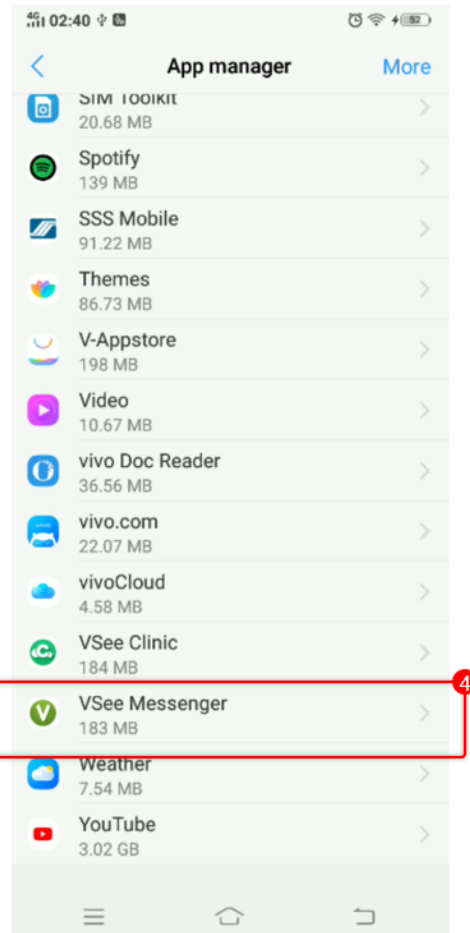 4G 02:40 52
App manager More
SIM Toolkit
20.68 MB
Spotify
139 MB
SSS Mobile
91.22 MB
Themes
86.73 MB
V-Appstore
198 MB
Video
10.67 MB
vivo Doc Reader
36.56 MB
vivo.com
22.07 MB
vivoCloud
4.58 MB
VSee Clinic
184 MB
4
VSee Messenger
183 MB
Weather
7.54 MB
YouTube
3.02 GB